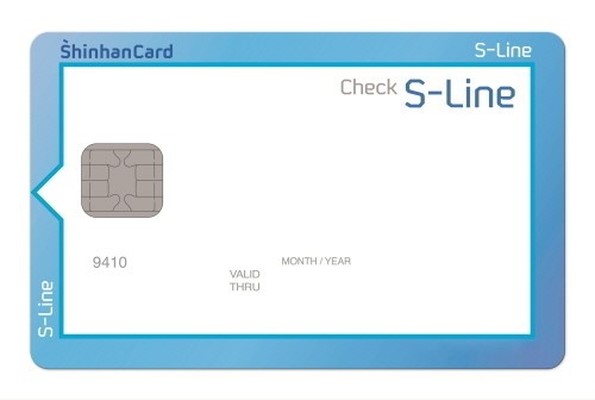 ShinhanCard
S-Line
Check S-Line
9410
MONTH / YEAR
VALID
THRU
S-Line